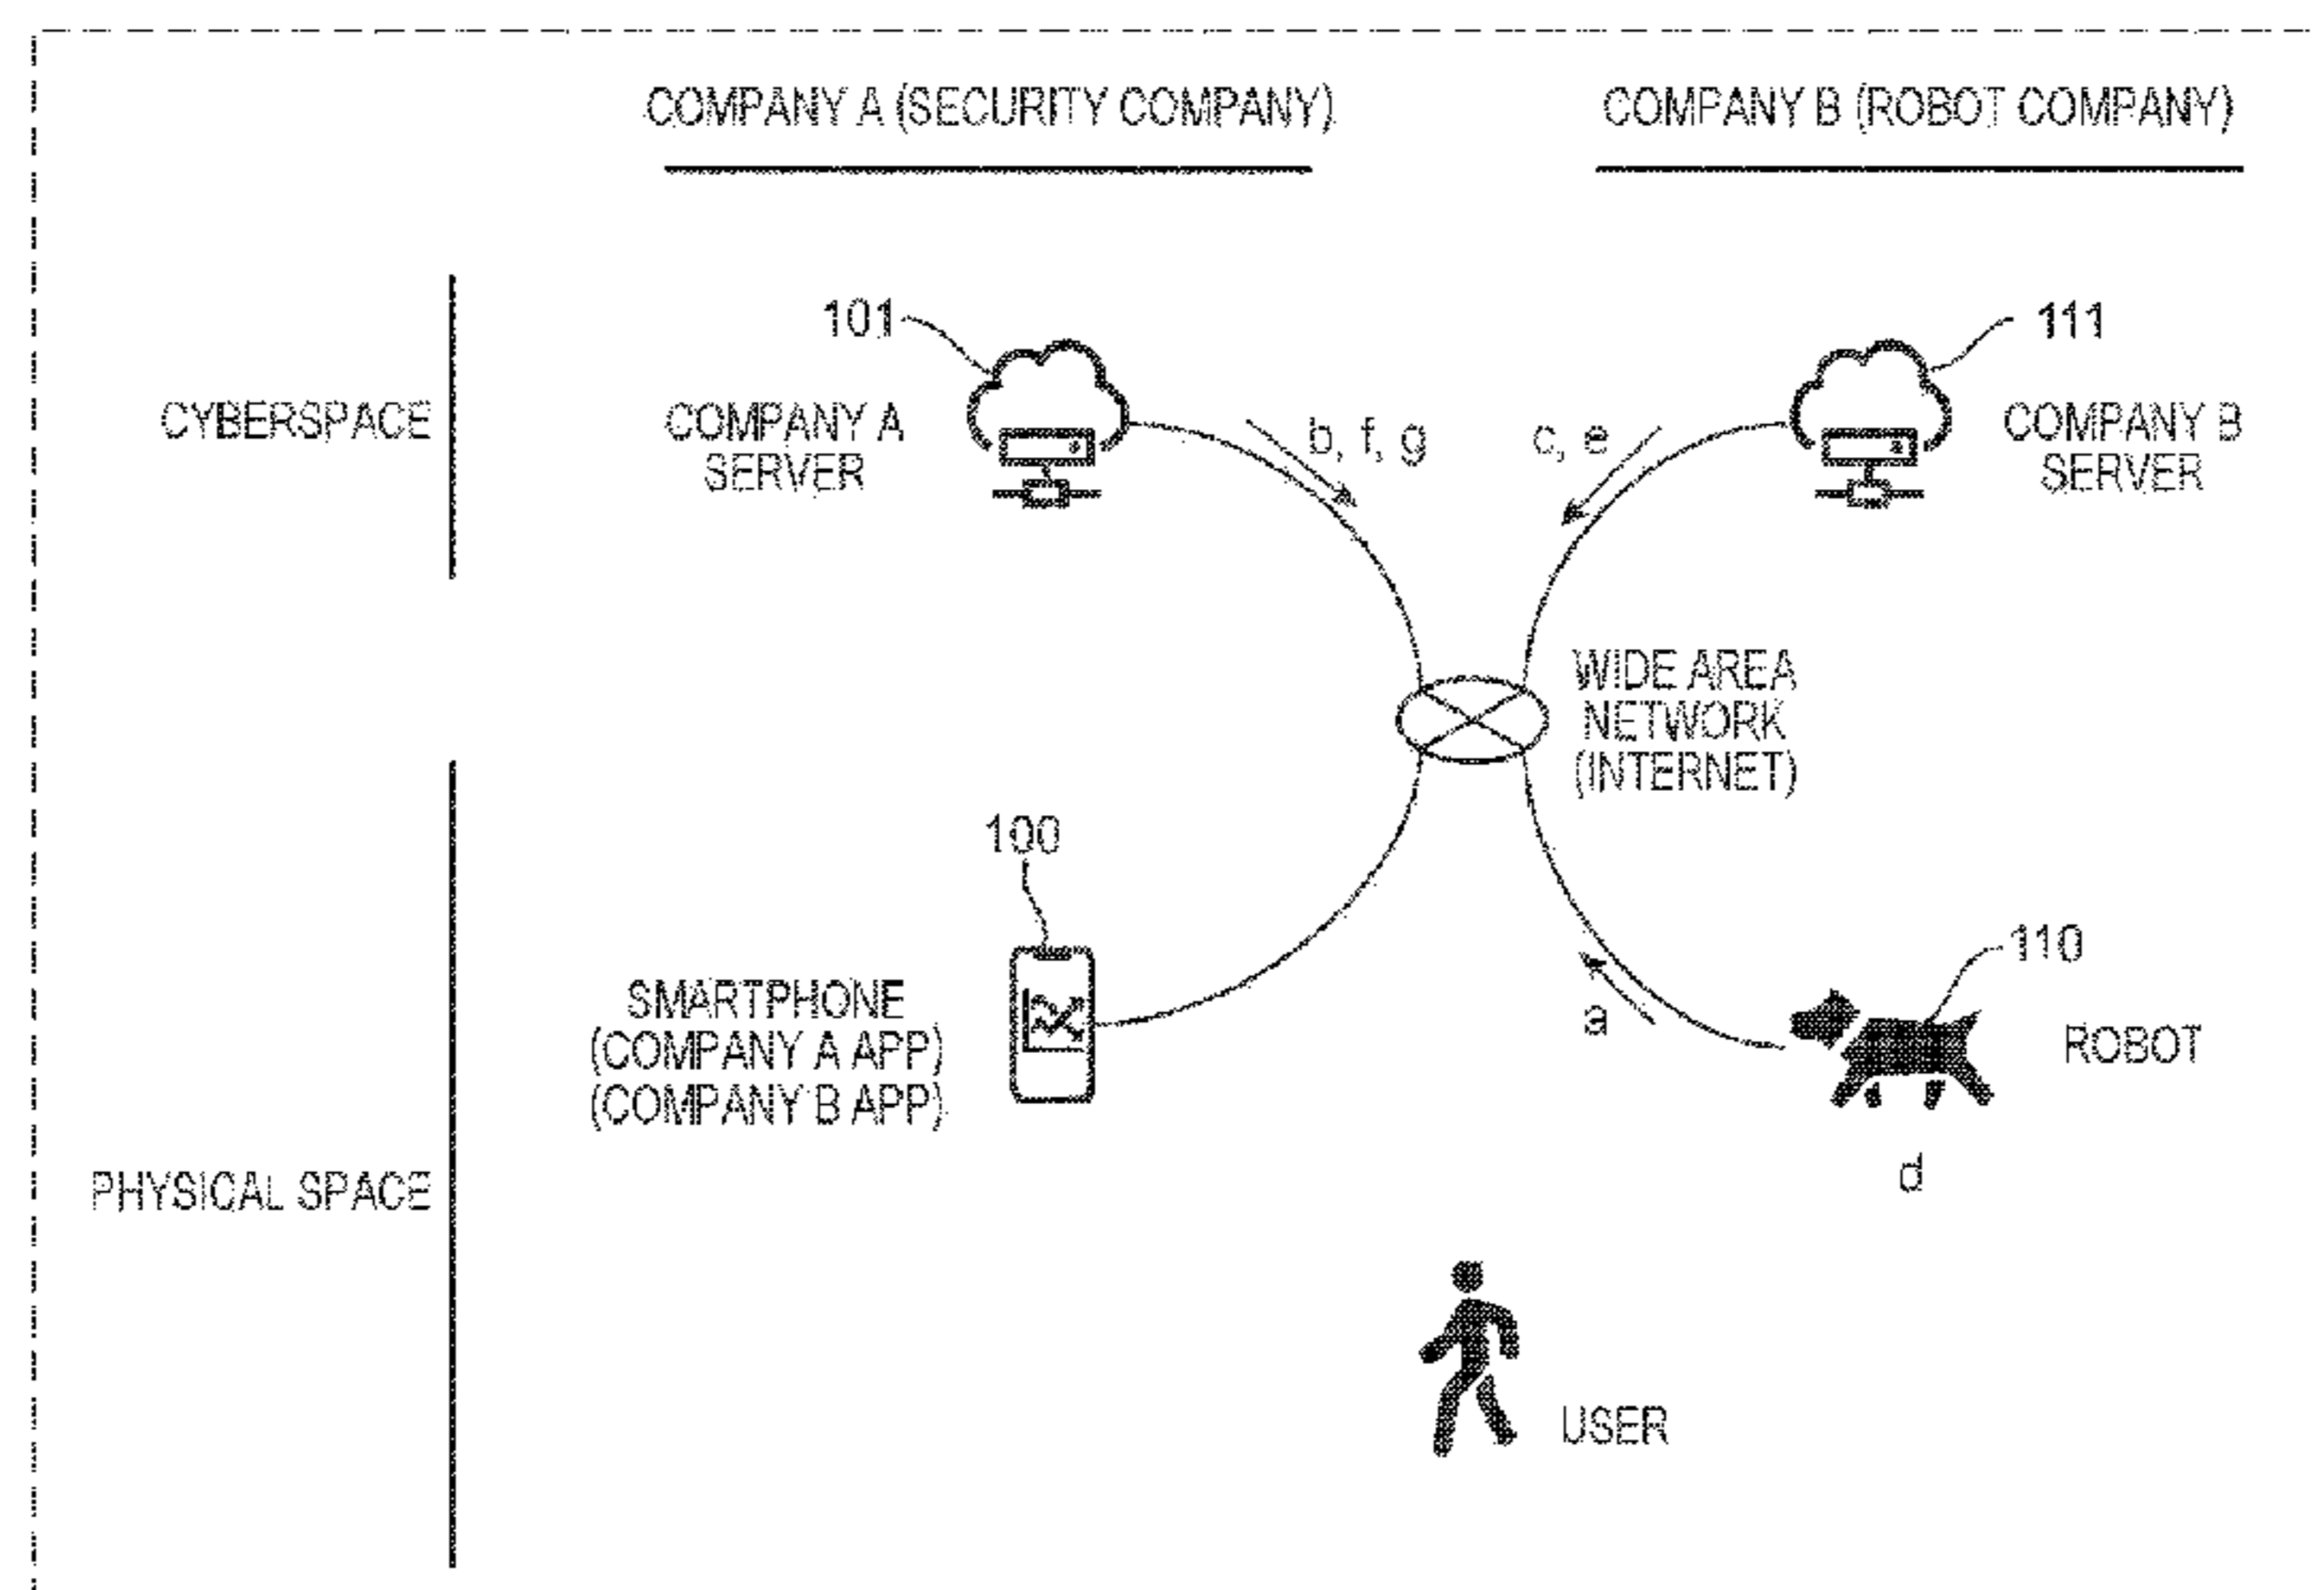 COMPANY A (SECURITY COMPANY)
COMPANY B (ROBOT COMPANY)
101
111
CYBERSPACE
COMPANY A
SERVER
b, f, g
c, e
COMPANY B
SERVER
WIDE AREA
NETWORK
(INTERNET)
100
110
SMARTPHONE
(COMPANY A APP)
(COMPANY B APP)
a
ROBOT
PHYSICAL SPACE
d
USER